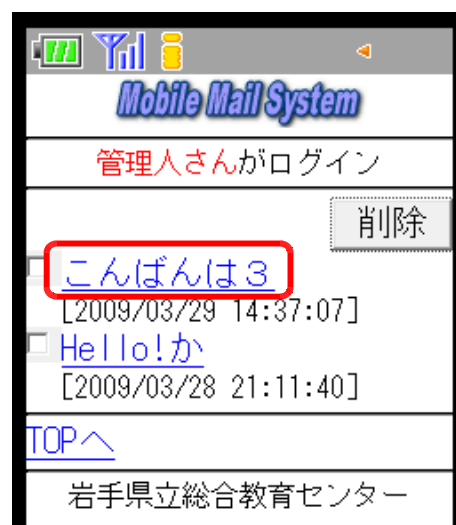 Mobile Mail System
管理人さんがログイン
削除
こんばんは３
[2009/03/29 14:37:07]
Hello!か
[2009/03/28 21:11:40]
TOPへ
岩手県立総合教育センター